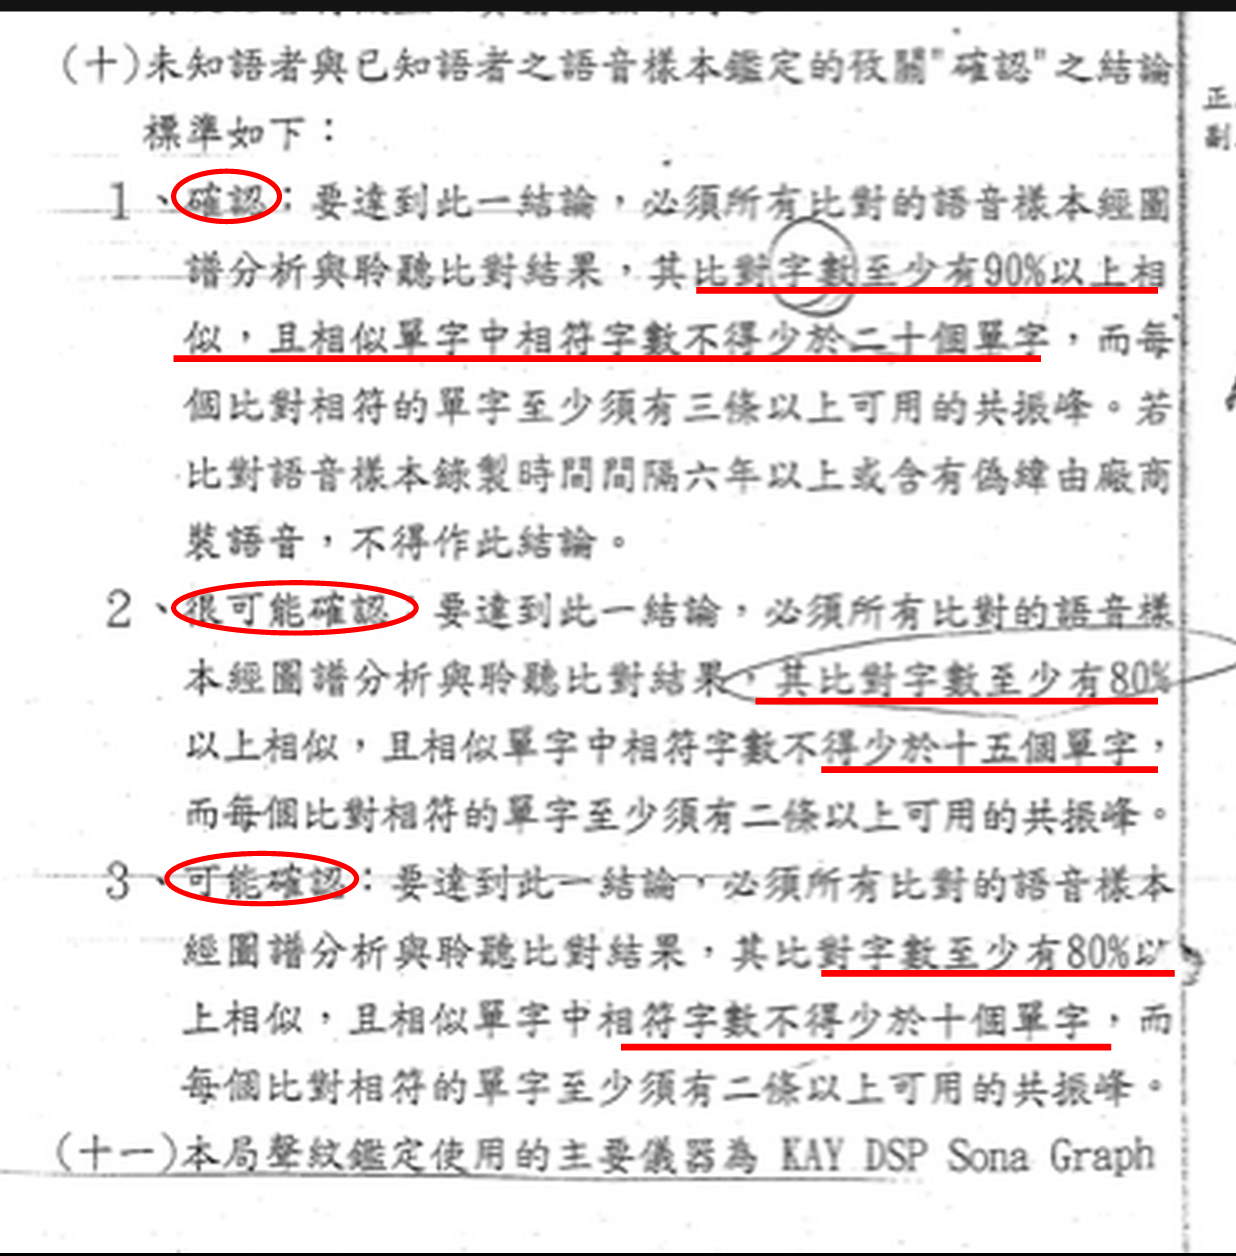 (十)未知語者與已知語者之語音樣本鑑定的攸關"確認"之結論
標準如下：
1、確認：要達到此一結論，必須所有比對的語音樣本經圖
譜分析與聆聽比對結果，其比對字數至少有90%以上相
似，且相似單字中相符字數不得少於二十個單字，而每
個比對相符的單字至少須有三條以上可用的共振峰。若
比對語音樣本錄製時間間隔六年以上或含有偽緯由廠商
裝語音，不得作此結論。
2、很可能確認：要達到此一結論，必須所有比對的語音樣
本經圖譜分析與聆聽比對結果，其比對字數至少有80%
以上相似，且相似單字中相符字數不得少於十五個單字，
而每個比對相符的單字至少須有二條以上可用的共振峰。
3、可能確認：要達到此一結論，必須所有比對的語音樣本
經圖譜分析與聆聽比對結果，其比對字數至少有80%以
上相似，且相似單字中相符字數不得少於十個單字，而
每個比對相符的單字至少須有二條以上可用的共振峰。
(十一)本局聲紋鑑定使用的主要儀器為 KAY DSP Sona Graph
正
副